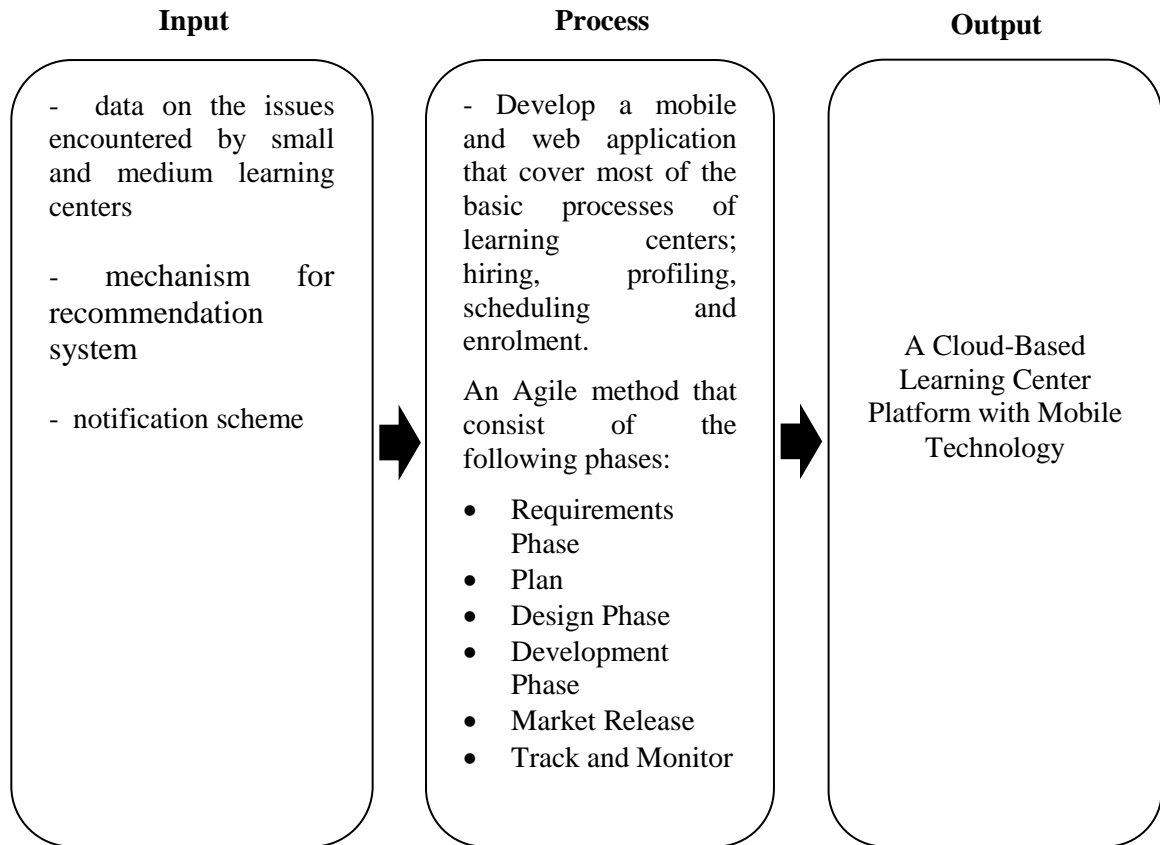 Input
- data on the issues
encountered by small
and medium learning
centers
- mechanism for
recommendation
system
- notification scheme
Process
- Develop a mobile
and web application
that cover most of the
basic processes of
learning centers;
hiring, profiling,
scheduling and
enrolment.
An Agile method that
consist of the
following phases:
• Requirements
Phase
• Plan
• Design Phase
• Development
Phase
• Market Release
• Track and Monitor
Output
A Cloud-Based
Learning Center
Platform with Mobile
Technology